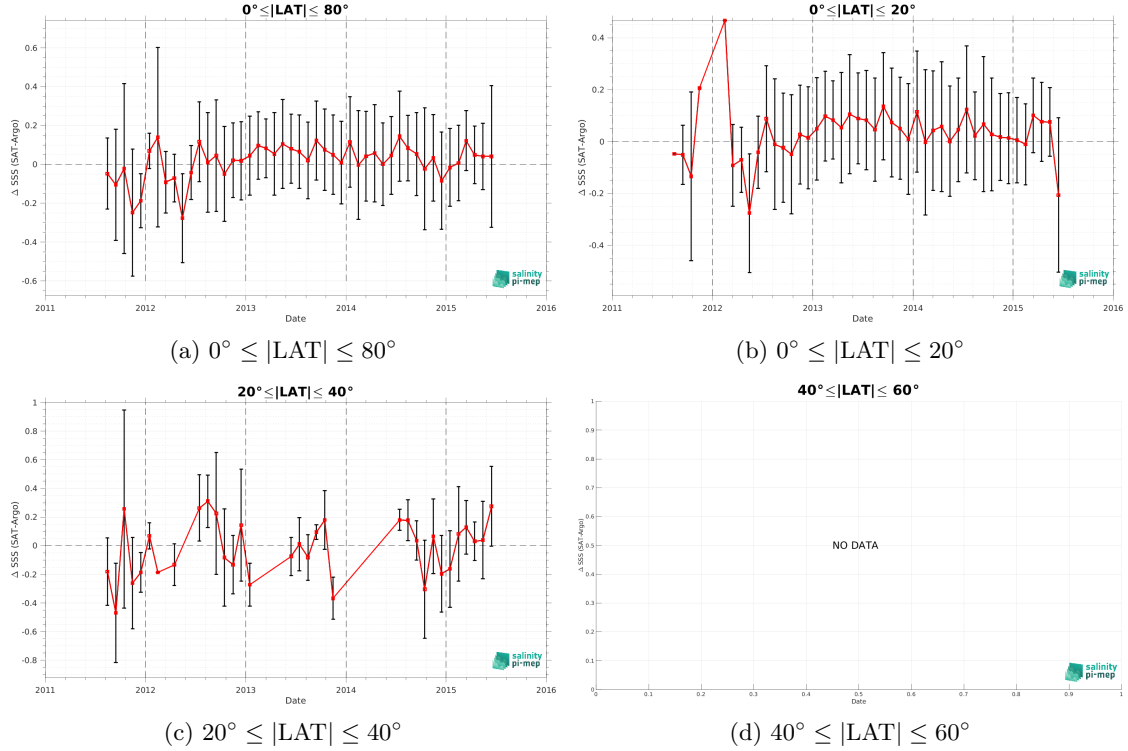 0°≤|LAT|≤ 80°
Δ SSS (SAT-Argo)
0.6
0.4
0.2
0
-0.2
-0.4
-0.6
2011 2012 2013 2014 2015 2016
Date
salinity
pi-mep
(a) 0° ≤ |LAT| ≤ 80°
0°≤|LAT|≤ 20°
Δ SSS (SAT-Argo)
0.4
0.2
0
-0.2
-0.4
2011 2012 2013 2014 2015 2016
Date
salinity
pi-mep
(b) 0° ≤ |LAT| ≤ 20°
20°≤|LAT|≤ 40°
Δ SSS (SAT-Argo)
1
0.8
0.6
0.4
0.2
0
-0.2
-0.4
-0.6
-0.8
2011 2012 2013 2014 2015 2016
Date
salinity
pi-mep
(c) 20° ≤ |LAT| ≤ 40°
40°≤|LAT|≤ 60°
Δ SSS (SAT-Argo)
1
0.9
0.8
0.7
0.6
0.5
0.4
0.3
0.2
0.1
0
NO DATA
0 0.1 0.2 0.3 0.4 0.5 0.6 0.7 0.8 0.9 1
Date
salinity
pi-mep
(d) 40° ≤ |LAT| ≤ 60°